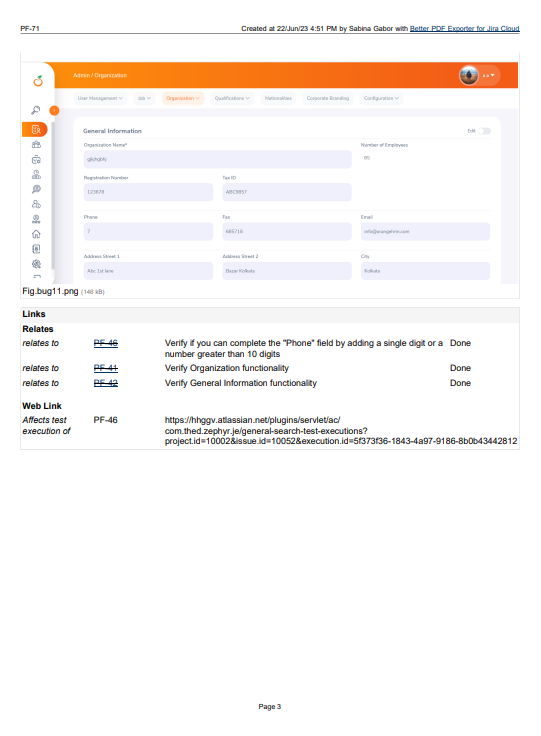 PF-71
Created at 22/Jun/23 4:51 PM by Sabina Gabor with Better PDF Exporter for Jira Cloud
Admin / Organization
User Management
Job
Organization
Qualifications
Nationalities
Corporate Branding
Configuration
General Information
Edit
Organization Name*
Number of Employees
85
Registration Number
Tax ID
123678
Phone
Fax
Email
7
665718
info@orangehrm.com
Address Street 1
Address Street 2
City
Abc 1st lane
Bazar Kolkata
Kolkata
Fig.bug11.png (146 kB)
Links
Relates
relates to PF-46 Verify if you can complete the "Phone" field by adding a single digit or a Done
number greater than 10 digits
relates to PF-41 Verify Organization functionality Done
relates to PF-42 Verify General Information functionality Done
Web Link
Affects test PF-46 https://hhggv.atlassian.net/plugins/servlet/ac/
execution of com.thed.zephyr.je/general-search-test-executions?
project.id=10002&issue.id=10052&execution.id=5f373f36-1843-4a97-9186-8b0b43442812
Page 3